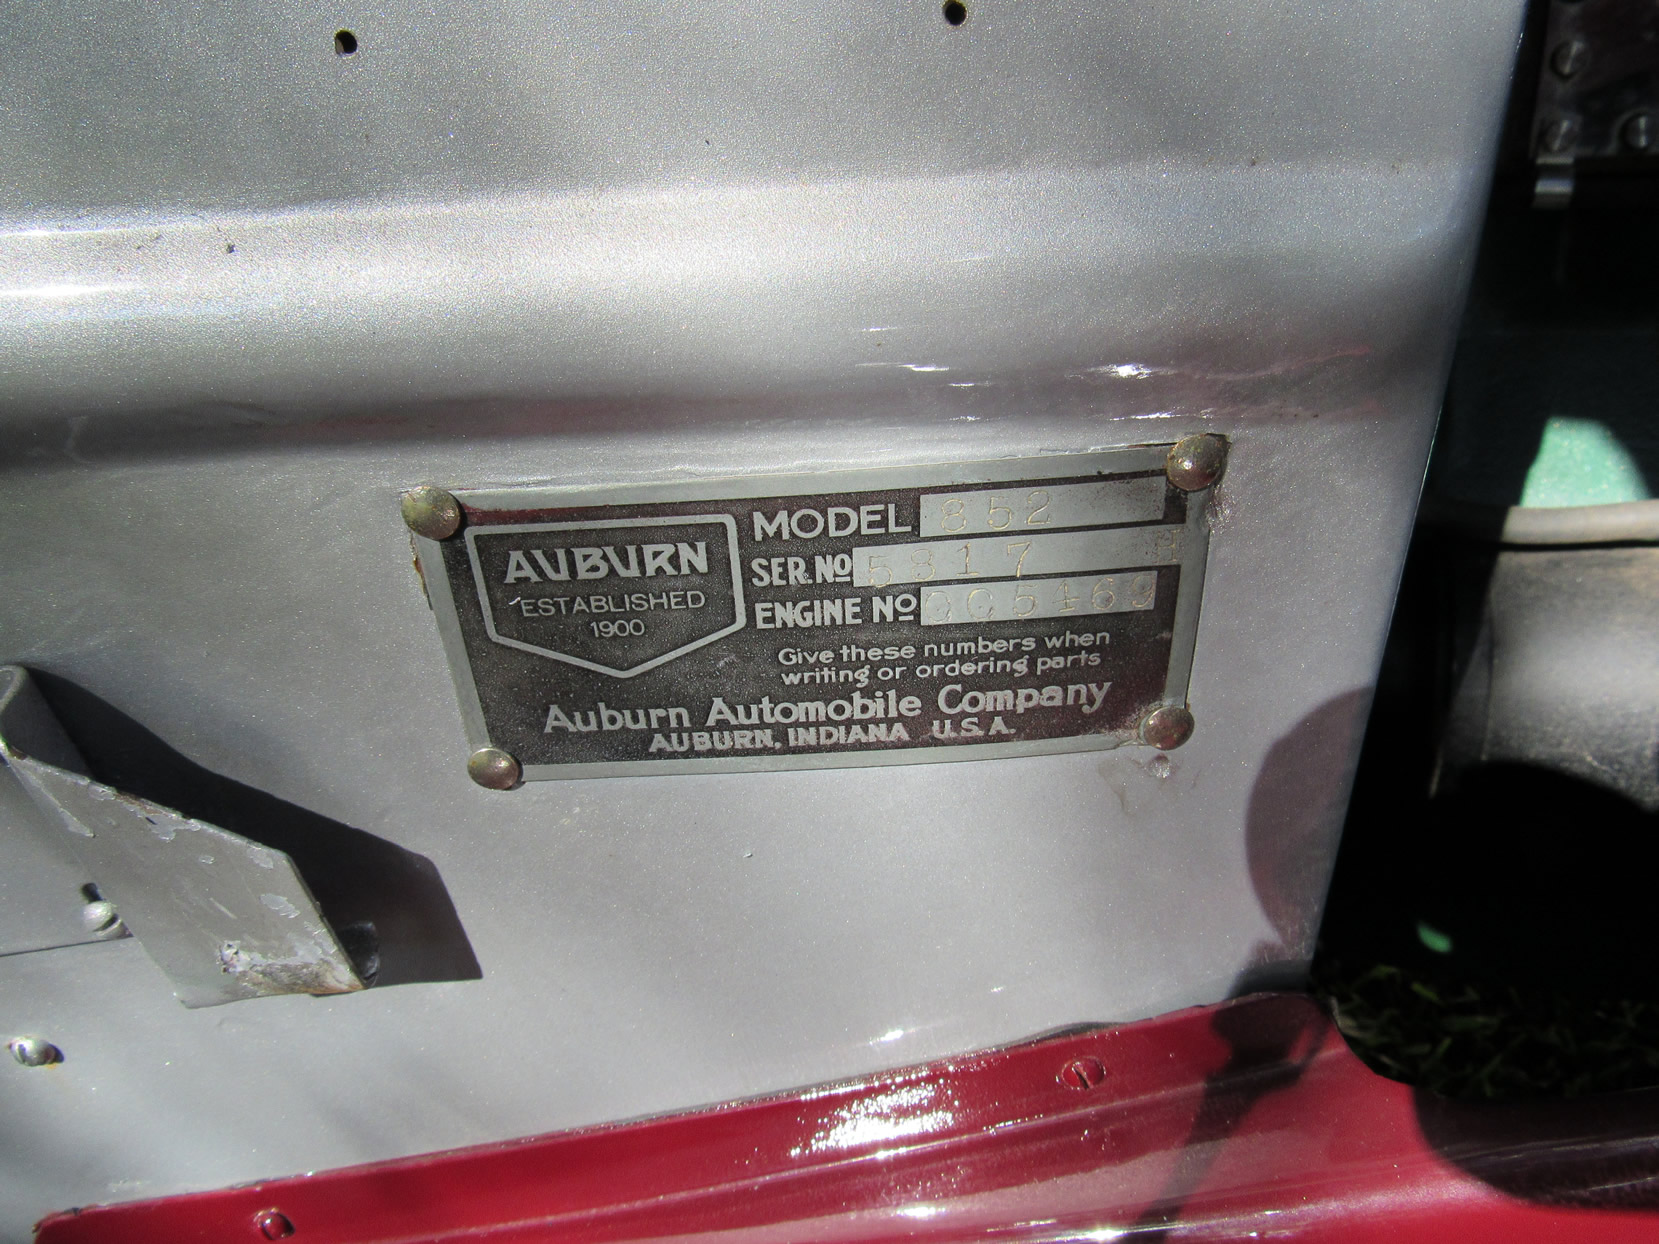 AUBURN
ESTABLISHED
1900
MODEL 852
SER. NO 5817 H
ENGINE NO
Give these numbers when
writing or ordering parts
Auburn Automobile Company
AUBURN, INDIANA U.S.A.